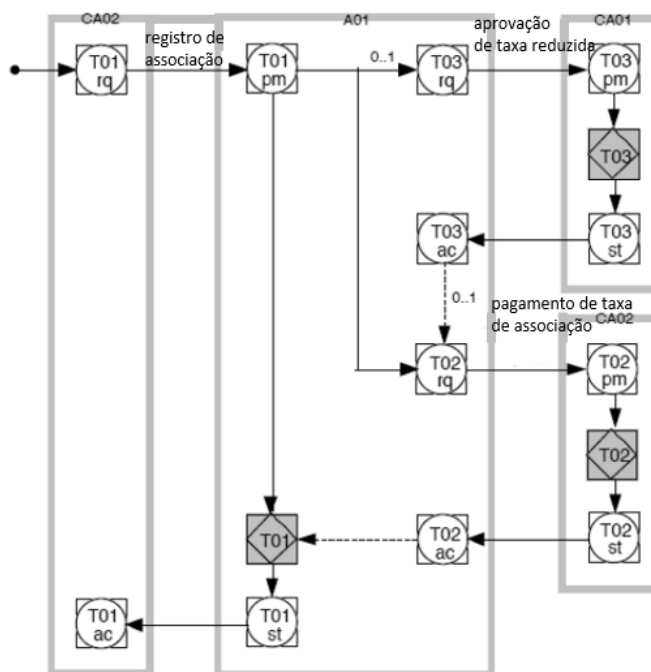 CA02
A01
CA01
T01
rq
registro de
associação
T01
pm
0..1
T03
rq
aprovação
de taxa reduzida
T03
pm
T03
T03
ac
T03
st
0..1
pagamento de taxa
de associação
CA02
T02
rq
T02
pm
T02
T01
T02
ac
T02
st
T01
ac
T01
st